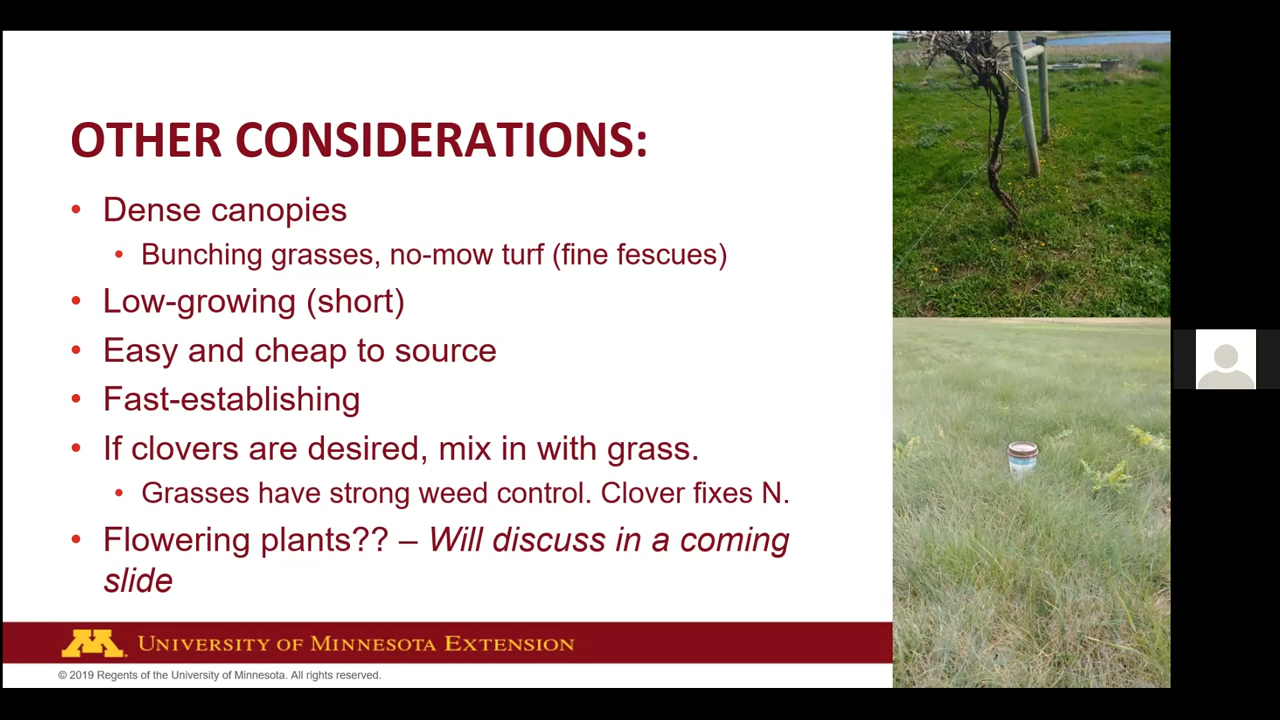 OTHER CONSIDERATIONS:
• Dense canopies
• Bunching grasses, no-mow turf (fine fescues)
• Low-growing (short)
• Easy and cheap to source
• Fast-establishing
• If clovers are desired, mix in with grass.
• Grasses have strong weed control. Clover fixes N.
• Flowering plants?? – Will discuss in a coming
slide
M
UNIVERSITY OF MINNESOTA EXTENSION
© 2019 Regents of the University of Minnesota. All rights reserved.